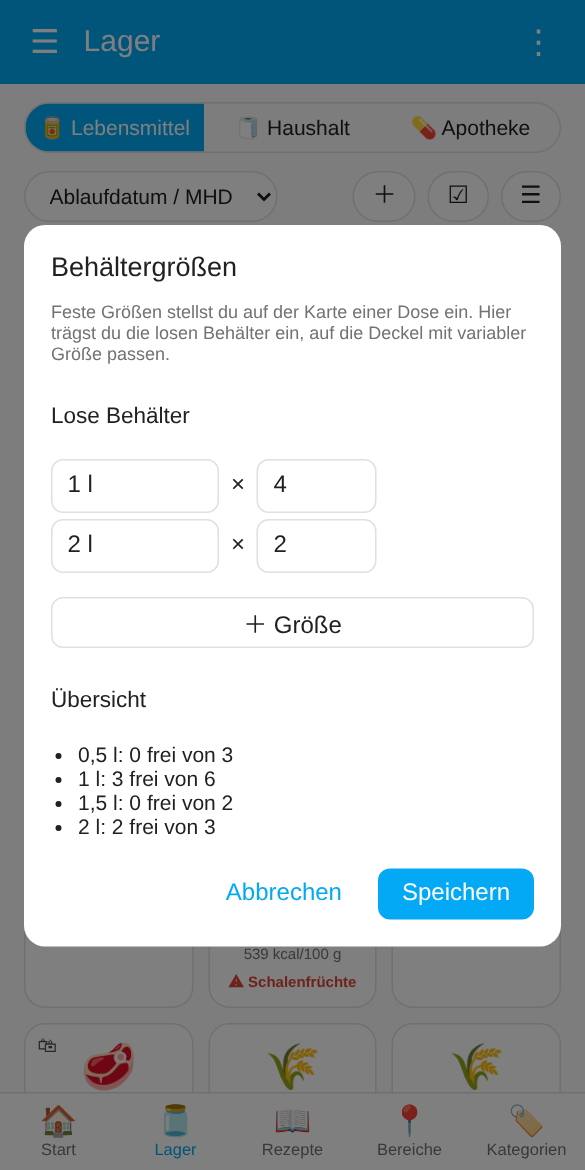 ☰ Lager ⋮
🥫 Lebensmittel 🧻 Haushalt 💊 Apotheke
Ablaufdatum / MHD ＋ ☑ ☰
Behältergrößen
Feste Größen stellst du auf der Karte einer Dose ein. Hier
trägst du die losen Behälter ein, auf die Deckel mit variabler
Größe passen.
Lose Behälter
1 l × 4
2 l × 2
＋ Größe
Übersicht
• 0,5 l: 0 frei von 3
• 1 l: 3 frei von 6
• 1,5 l: 0 frei von 2
• 2 l: 2 frei von 3
Abbrechen Speichern
539 kcal/100 g
⚠ Schalenfrüchte
Start Lager Rezepte Bereiche Kategorien